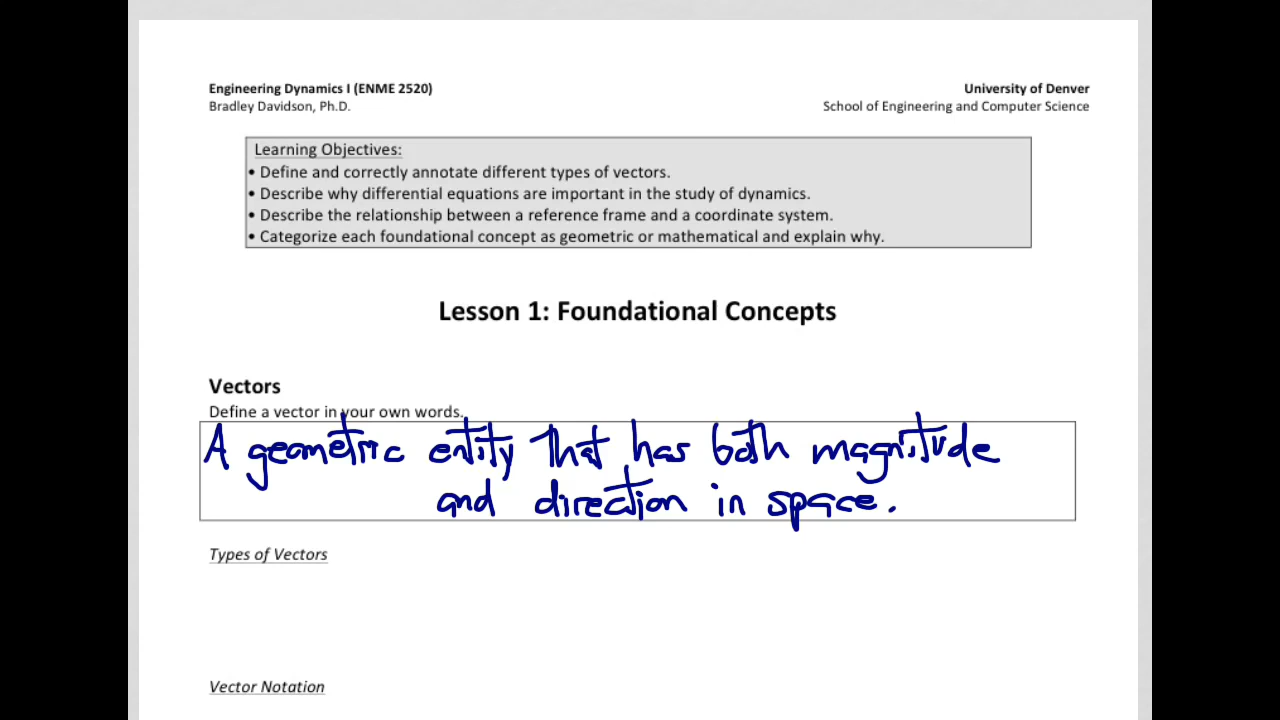 Engineering Dynamics I (ENME 2520)
University of Denver
Bradley Davidson, Ph.D.
School of Engineering and Computer Science
Learning Objectives:
• Define and correctly annotate different types of vectors.
• Describe why differential equations are important in the study of dynamics.
• Describe the relationship between a reference frame and a coordinate system.
• Categorize each foundational concept as geometric or mathematical and explain why.
Lesson 1: Foundational Concepts
Vectors
Define a vector in your own words.
A geometric entity that has both magnitude
and direction in space.
Types of Vectors
Vector Notation